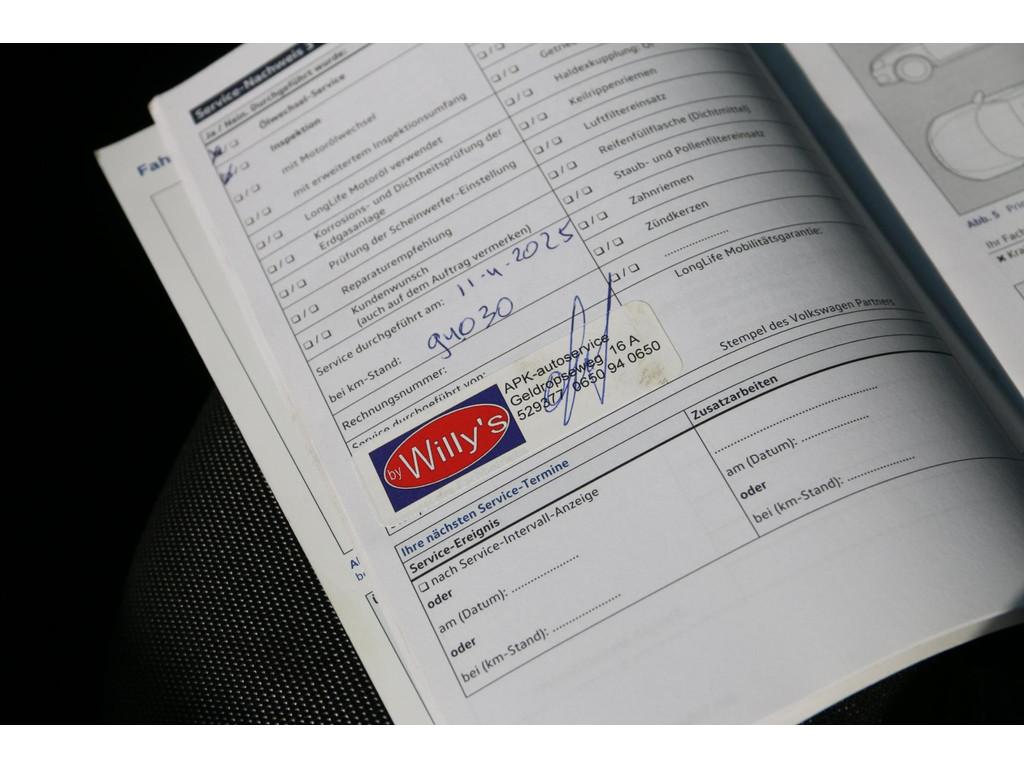 Service-Nachweis 3
Ja / Nein. Durchgeführt wurde:
Ölwechsel-Service
Inspektion
mit Motorölwechsel
mit erweitertem Inspektionsumfang
LongLife Motoröl verwendet
Korrosions- und Dichtheitsprüfung der
Erdgasanlage
Prüfung der Scheinwerfer-Einstellung
Reparaturempfehlung
Kundenwunsch
(auch auf dem Auftrag vermerken)
Service durchgeführt am: 11-4-2025
bei km-Stand: 94030
Rechnungsnummer:
Service durchgeführt von:
Haldexkupplung:
Keilrippenriemen
Luftfiltereinsatz
Reifenfüllflasche (Dichtmittel)
Staub- und Pollenfiltereinsatz
Zahnriemen
Zündkerzen
LongLife Mobilitätsgarantie:
Stempel des Volkswagen Partners
by Willy's
APK-autoservice
Geldropseweg 16 A
0650 94 0650
Ihre nächsten Service-Termine
Service-Ereignis
nach Service-Intervall-Anzeige
oder
am (Datum):
oder
bei (km-Stand):
Zusatzarbeiten
am (Datum):
oder
bei (km-Stand):
Abb. 5